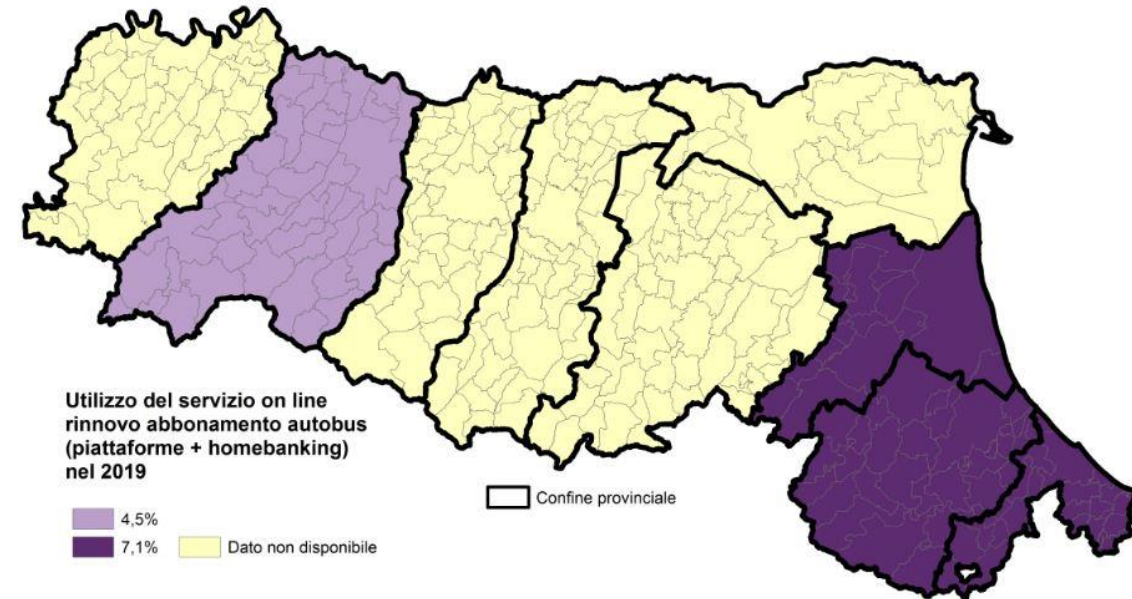 Utilizzo del servizio on line
rinnovo abbonamento autobus
(piattaforme + homebanking)
nel 2019
Confine provinciale
4,5%
7,1%
Dato non disponibile